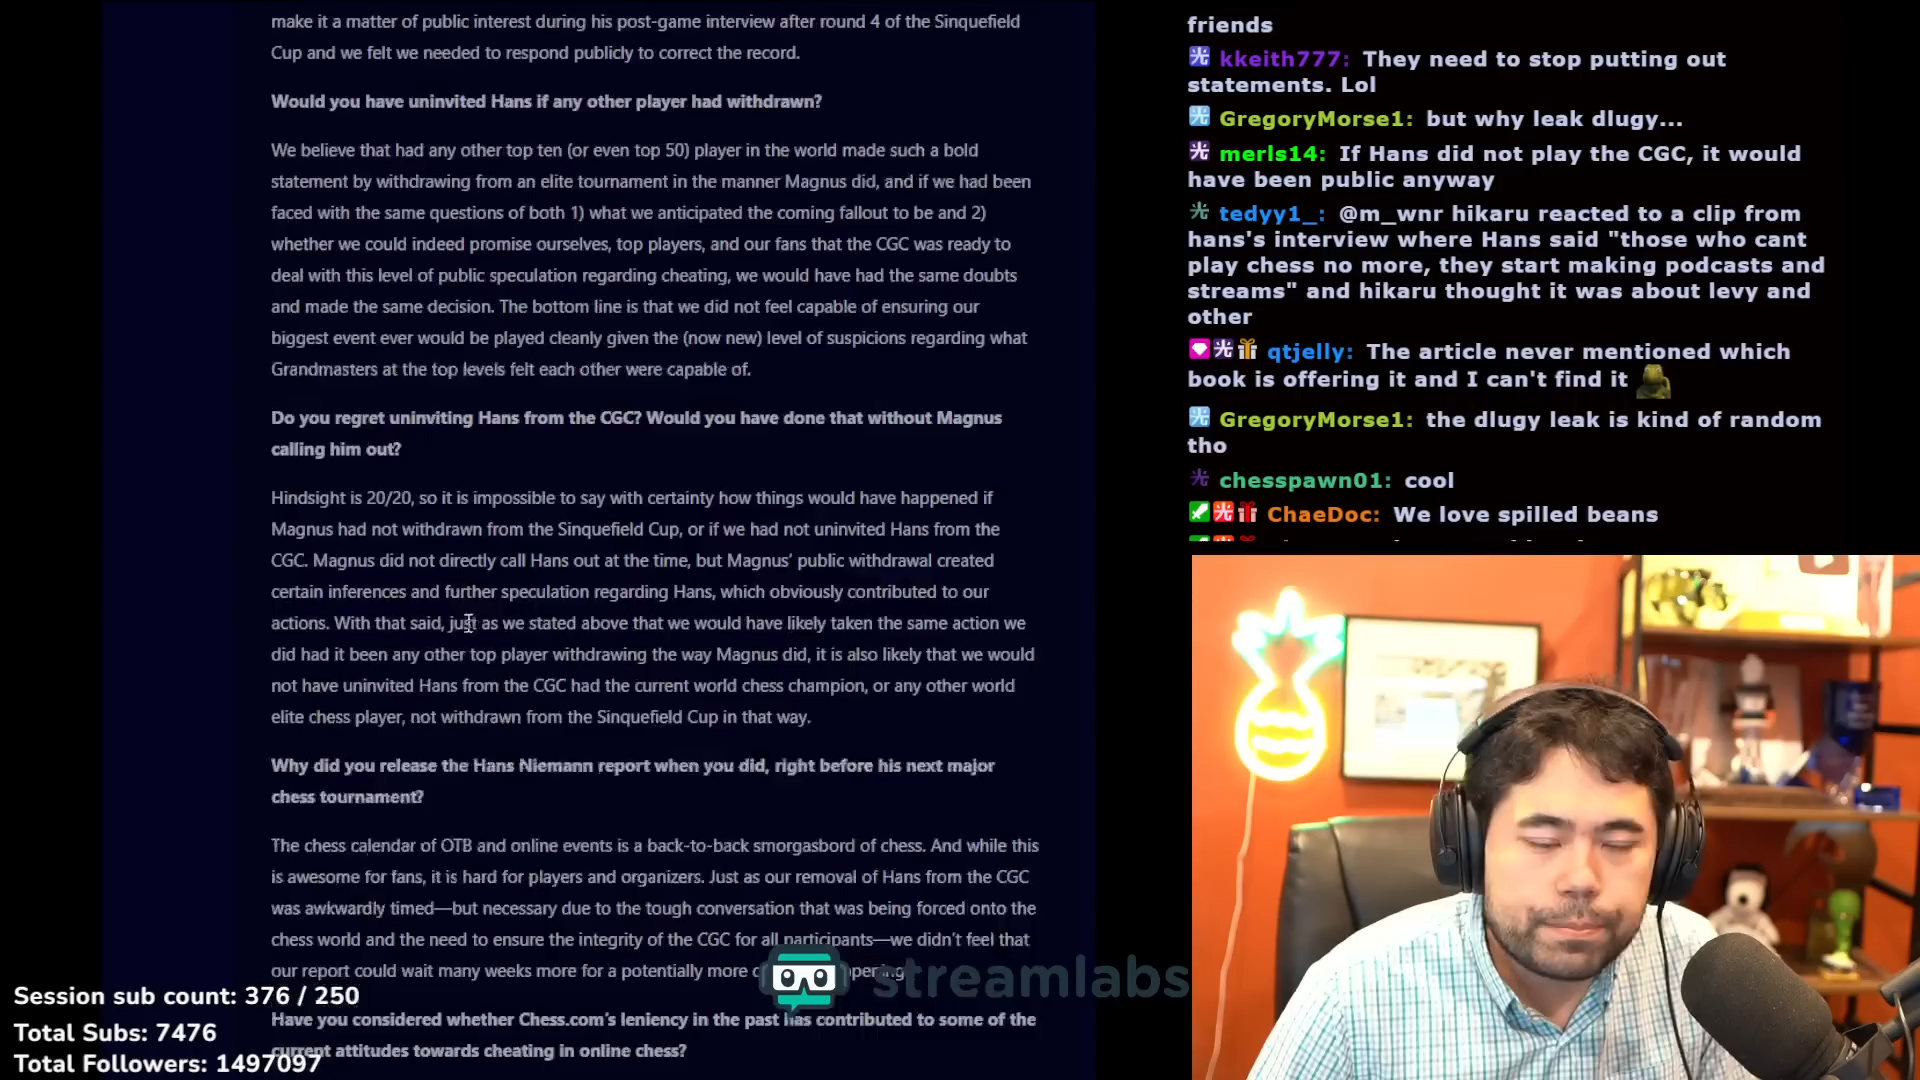 make it a matter of public interest during his post-game interview after round 4 of the Sinquefield
Cup and we felt we needed to respond publicly to correct the record.
Would you have uninvited Hans if any other player had withdrawn?
We believe that had any other top ten (or even top 50) player in the world made such a bold
statement by withdrawing from an elite tournament in the manner Magnus did, and if we had been
faced with the same questions of both 1) what we anticipated the coming fallout to be and 2)
whether we could indeed promise ourselves, top players, and our fans that the CGC was ready to
deal with this level of public speculation regarding cheating, we would have had the same doubts
and made the same decision. The bottom line is that we did not feel capable of ensuring our
biggest event ever would be played cleanly given the (now new) level of suspicions regarding what
Grandmasters at the top levels felt each other were capable of.
Do you regret uninviting Hans from the CGC? Would you have done that without Magnus
calling him out?
Hindsight is 20/20, so it is impossible to say with certainty how things would have happened if
Magnus had not withdrawn from the Sinquefield Cup, or if we had not uninvited Hans from the
CGC. Magnus did not directly call Hans out at the time, but Magnus’ public withdrawal created
certain inferences and further speculation regarding Hans, which obviously contributed to our
actions. With that said, just as we stated above that we would have likely taken the same action we
did had it been any other top player withdrawing the way Magnus did, it is also likely that we would
not have uninvited Hans from the CGC had the current world chess champion, or any other world
elite chess player, not withdrawn from the Sinquefield Cup in that way.
Why did you release the Hans Niemann report when you did, right before his next major
chess tournament?
The chess calendar of OTB and online events is a back-to-back smorgasbord of chess. And while this
is awesome for fans, it is hard for players and organizers. Just as our removal of Hans from the CGC
was awkwardly timed—but necessary due to the tough conversation that was being forced onto the
chess world and the need to ensure the integrity of the CGC for all participants—we didn’t feel that
our report could wait many weeks more for a potentially more
Have you considered whether Chess.com’s leniency in the past has contributed to some of the
current attitudes towards cheating in online chess?
streamlabs
Session sub count: 376 / 250
Total Subs: 7476
Total Followers: 1497097
friends
光 kkeith777: They need to stop putting out
statements. Lol
光 GregoryMorse1: but why leak dlugy...
光 merls14: If Hans did not play the CGC, it would
have been public anyway
光 tedyy1_: @m_wnr hikaru reacted to a clip from
hans's interview where Hans said "those who cant
play chess no more, they start making podcasts and
streams" and hikaru thought it was about levy and
other
光 qtjelly: The article never mentioned which
book is offering it and I can't find it
光 GregoryMorse1: the dlugy leak is kind of random
tho
光 chesspawn01: cool
光 ChaeDoc: We love spilled beans